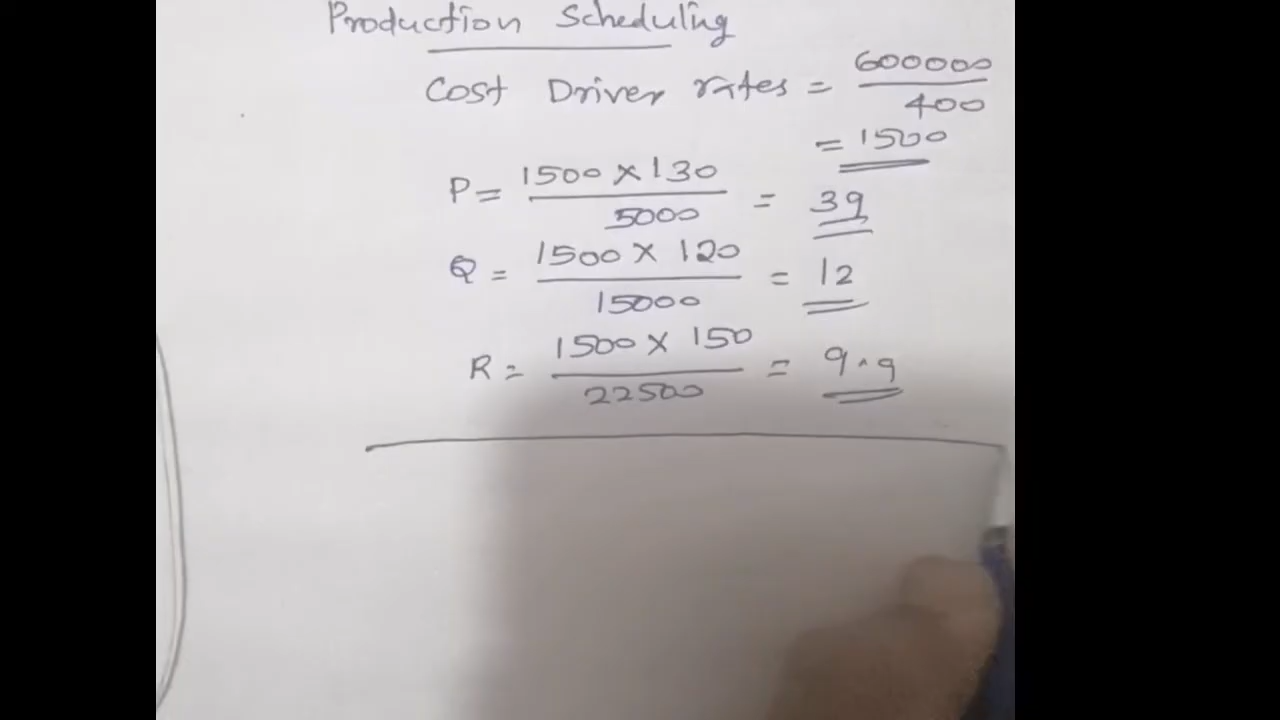 Production Scheduling
Cost Driver rates = 600000 / 400
= 1500
P = 1500 × 130 / 5000 = 39
Q = 1500 × 120 / 15000 = 12
R = 1500 × 150 / 22500 = 9.9